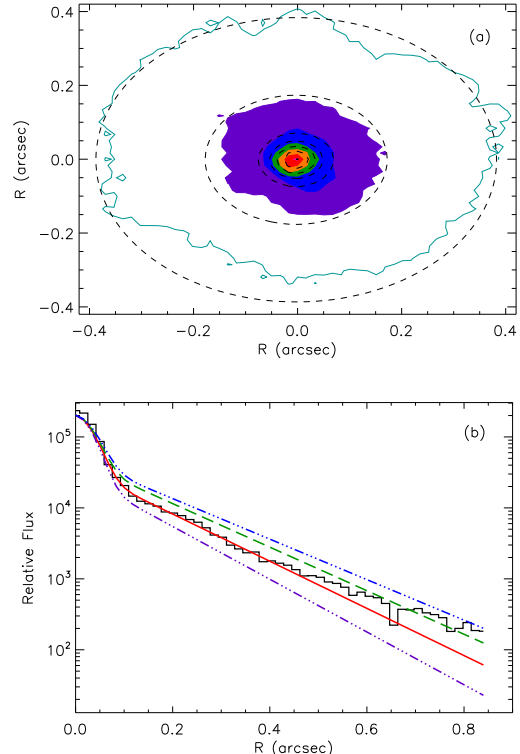 0.4
(a)
0.2
R (arcsec)
0.0
−0.2
−0.4
−0.4 −0.2 0.0 0.2 0.4
R (arcsec)
(b)
10^5
10^4
Relative Flux
10^3
10^2
0.0 0.2 0.4 0.6 0.8
R (arcsec)